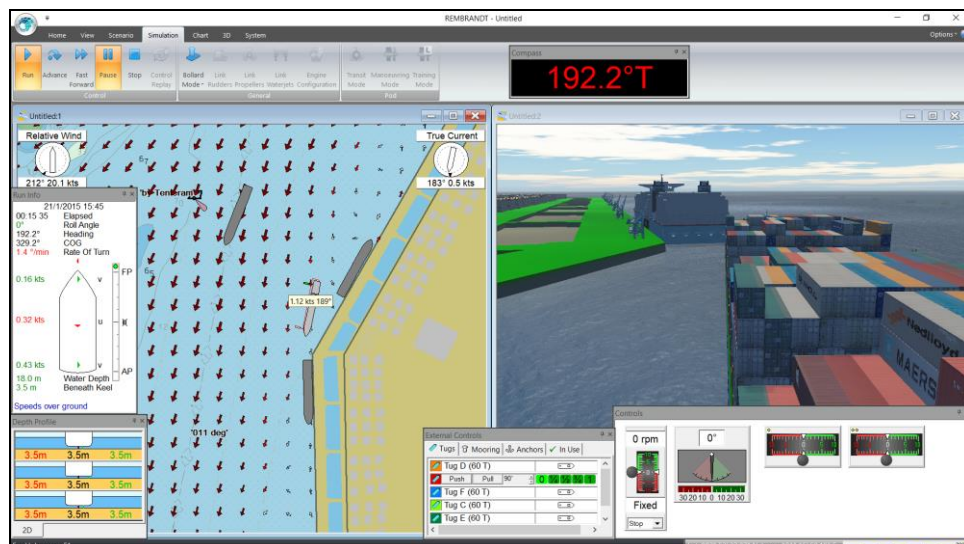 REMBRANDT - Untitled
Home View Scenario Simulation Chart 3D System
Options
Run Advance Fast Forward Pause Stop Control Replay
Bollard Mode Link Rudders Link Propellers Link Waterjets Engine Configuration
Transit Mode Manoeuvring Mode Training Mode
Control General Pod
Compass
192.2°T
Untitled:1
Untitled:2
Relative Wind
212° 20.1 kts
True Current
183° 0.5 kts
Run Info
21/1/2015 15.45
00:15 35 Elapsed
0° Roll Angle
192.2° Heading
329.2° COG
1.4 °/min Rate Of Turn
FP
0.16 kts v
0.32 kts u
0.43 kts v
AP
18.0 m Water Depth
3.5 m Beneath Keel
Speeds over ground
1.12 kts 189°
'011 deg'
Depth Profile
3.5m 3.5m 3.5m
3.5m 3.5m 3.5m
3.5m 3.5m 3.5m
2D
External Controls
Tugs Mooring Anchors In Use
Tug D (60 T)
Push Pull 90°
Tug F (60 T)
Tug C (60 T)
Tug E (60 T)
Controls
0 rpm
Fixed
Stop
0°
30 20 10 0 10 20 30
Nedlloyd
MAERS